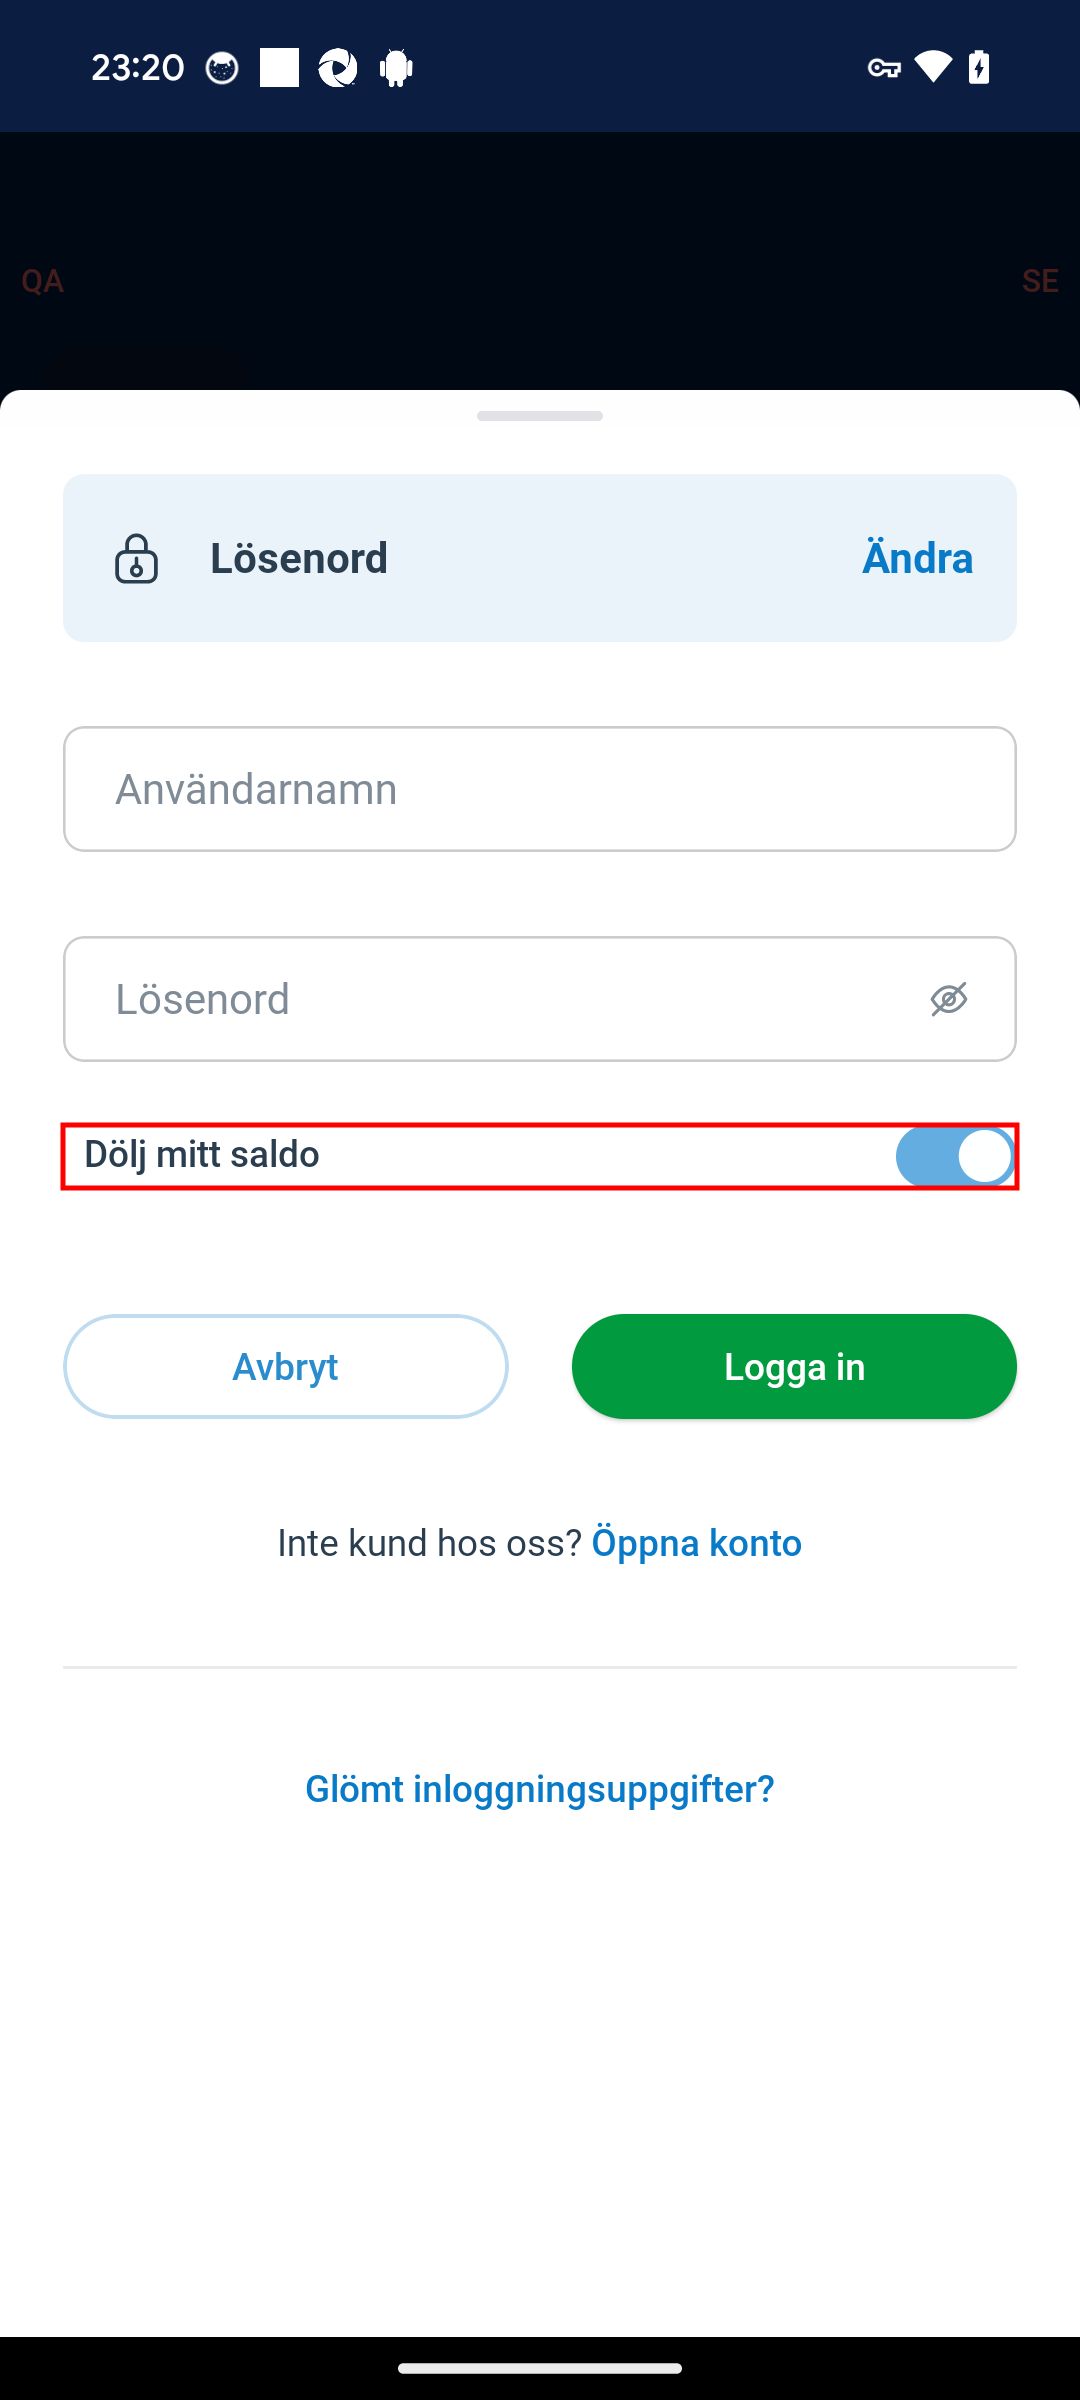 23:20
QA SE
Lösenord Ändra
Användarnamn
Lösenord
Dölj mitt saldo
Avbryt Logga in
Inte kund hos oss? Öppna konto
Glömt inloggningsuppgifter?